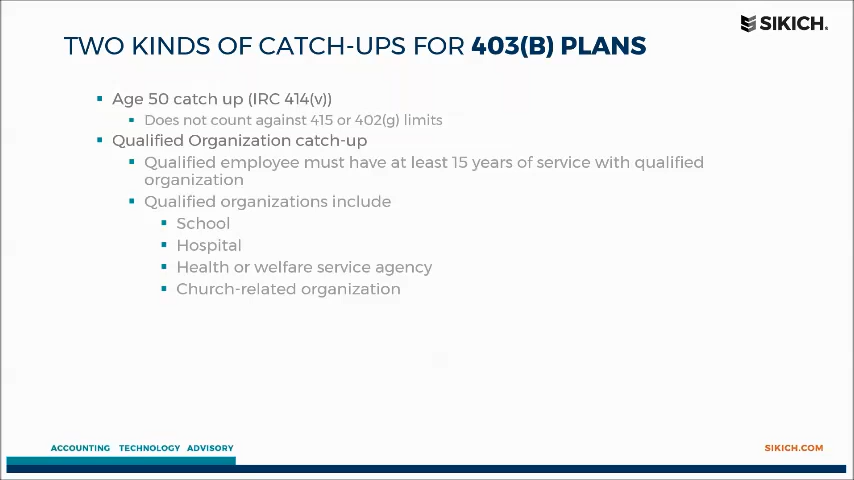 SIKICH.
TWO KINDS OF CATCH-UPS FOR 403(B) PLANS
Age 50 catch up (IRC 414(v))
Does not count against 415 or 402(g) limits
Qualified Organization catch-up
Qualified employee must have at least 15 years of service with qualified
organization
Qualified organizations include
School
Hospital
Health or welfare service agency
Church-related organization
ACCOUNTING TECHNOLOGY ADVISORY
SIKICH.COM